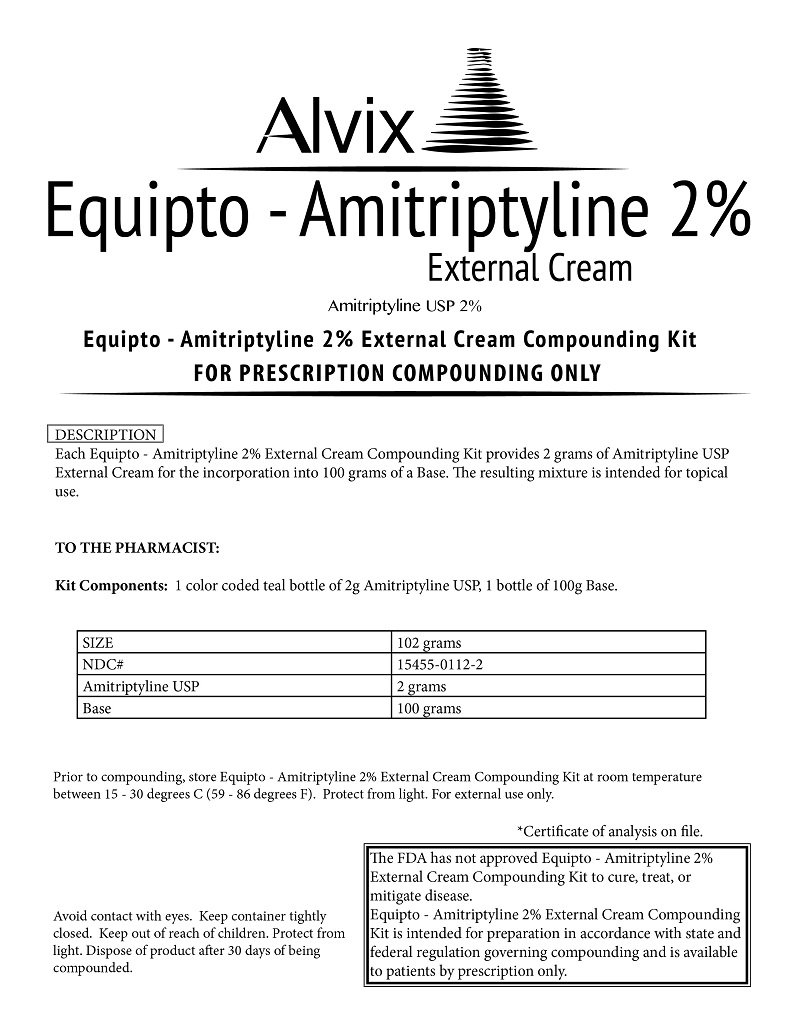 Alvix
Equipto - Amitriptyline 2%
External Cream
Amitriptyline USP 2%
Equipto - Amitriptyline 2% External Cream Compounding Kit
FOR PRESCRIPTION COMPOUNDING ONLY
DESCRIPTION
Each Equipto - Amitriptyline 2% External Cream Compounding Kit provides 2 grams of Amitriptyline USP
External Cream for the incorporation into 100 grams of a Base. The resulting mixture is intended for topical
use.
TO THE PHARMACIST:
Kit Components: 1 color coded teal bottle of 2g Amitriptyline USP, 1 bottle of 100g Base.
SIZE 102 grams
NDC# 15455-0112-2
Amitriptyline USP 2 grams
Base 100 grams
Prior to compounding, store Equipto - Amitriptyline 2% External Cream Compounding Kit at room temperature
between 15 - 30 degrees C (59 - 86 degrees F). Protect from light. For external use only.
*Certificate of analysis on file.
The FDA has not approved Equipto - Amitriptyline 2%
External Cream Compounding Kit to cure, treat, or
mitigate disease.
Equipto - Amitriptyline 2% External Cream Compounding
Kit is intended for preparation in accordance with state and
federal regulation governing compounding and is available
to patients by prescription only.
Avoid contact with eyes. Keep container tightly
closed. Keep out of reach of children. Protect from
light. Dispose of product after 30 days of being
compounded.